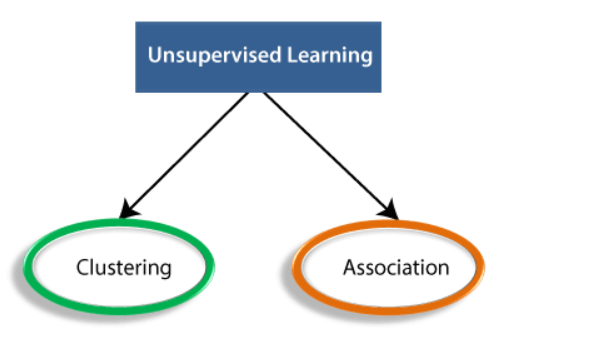 Unsupervised Learning
Clustering
Association